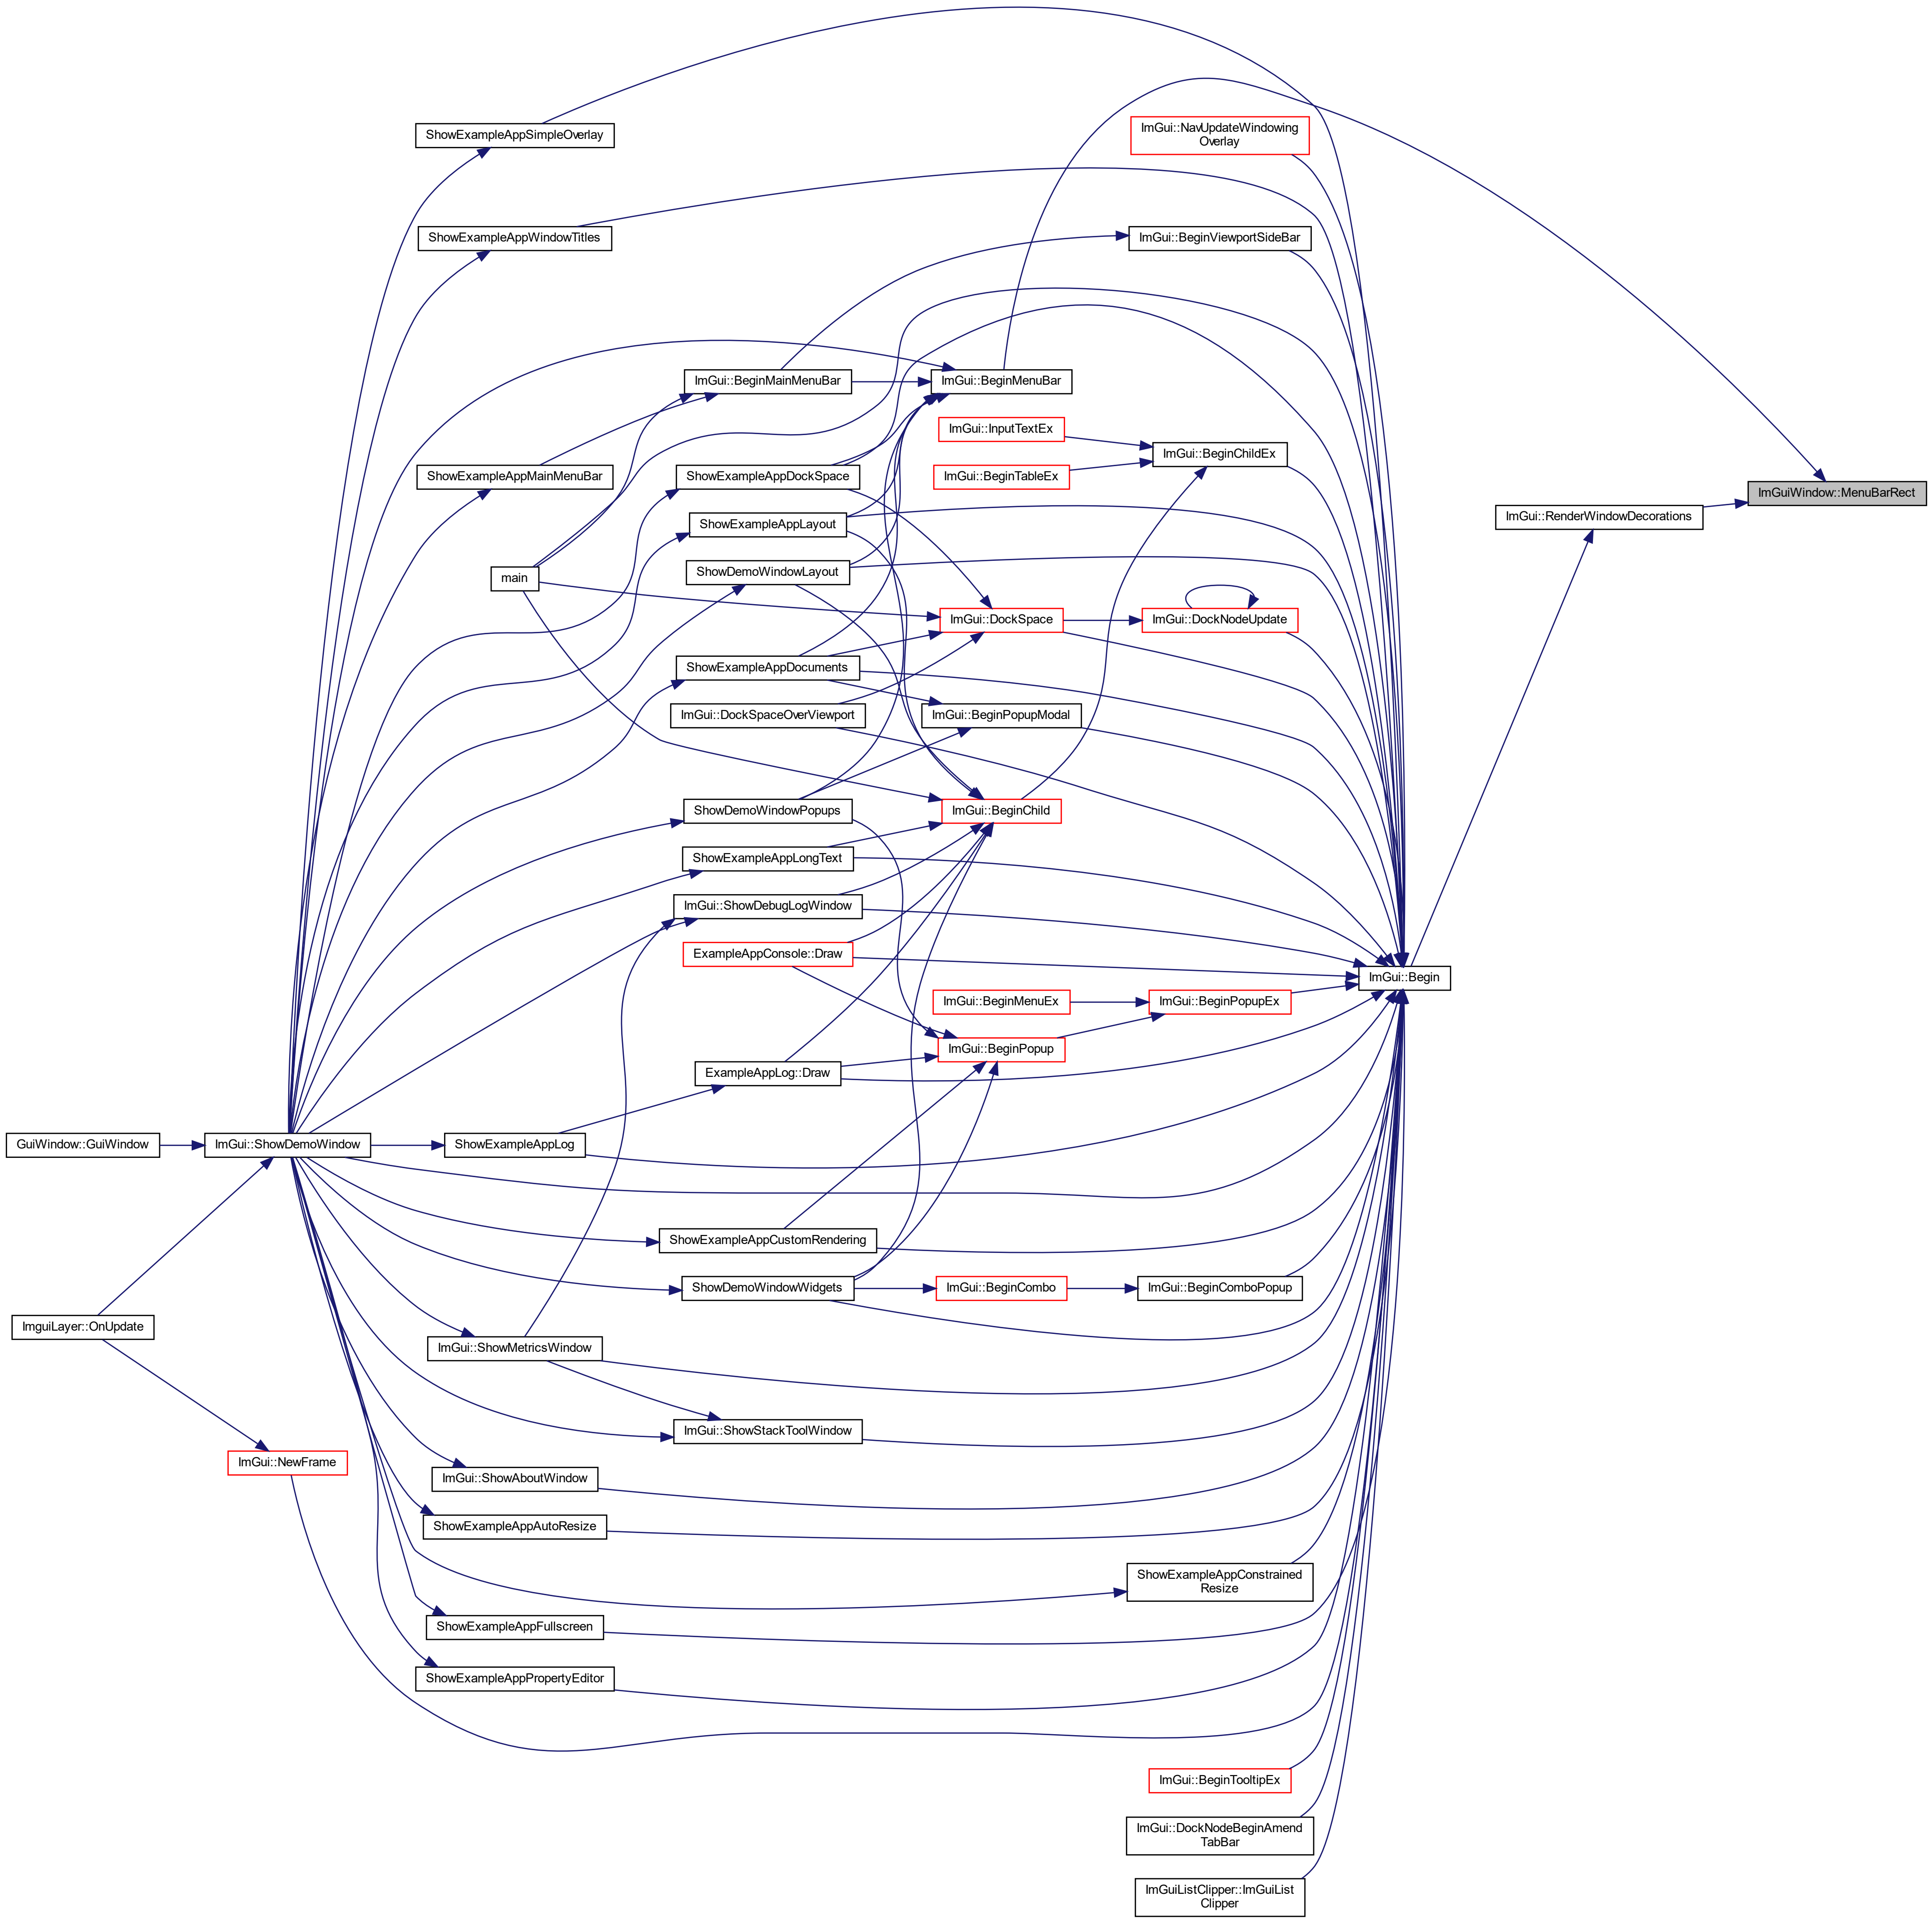 ShowExampleAppSimpleOverlay
ImGui::NavUpdateWindowing
Overlay
ShowExampleAppWindowTitles
ImGui::BeginViewportSideBar
ImGui::BeginMainMenuBar
ImGui::BeginMenuBar
ImGui::InputTextEx
ImGui::BeginChildEx
ShowExampleAppMainMenuBar
ShowExampleAppDockSpace
ImGui::BeginTableEx
ImGuiWindow::MenuBarRect
ShowExampleAppLayout
ImGui::RenderWindowDecorations
main
ShowDemoWindowLayout
ImGui::DockSpace
ImGui::DockNodeUpdate
ShowExampleAppDocuments
ImGui::DockSpaceOverViewport
ImGui::BeginPopupModal
ShowDemoWindowPopups
ImGui::BeginChild
ShowExampleAppLongText
ImGui::ShowDebugLogWindow
ExampleAppConsole::Draw
ImGui::Begin
ImGui::BeginMenuEx
ImGui::BeginPopupEx
ImGui::BeginPopup
ExampleAppLog::Draw
GuiWindow::GuiWindow
ImGui::ShowDemoWindow
ShowExampleAppLog
ShowExampleAppCustomRendering
ShowDemoWindowWidgets
ImGui::BeginCombo
ImGui::BeginComboPopup
ImguiLayer::OnUpdate
ImGui::ShowMetricsWindow
ImGui::ShowStackToolWindow
ImGui::NewFrame
ImGui::ShowAboutWindow
ShowExampleAppAutoResize
ShowExampleAppConstrained
Resize
ShowExampleAppFullscreen
ShowExampleAppPropertyEditor
ImGui::BeginTooltipEx
ImGui::DockNodeBeginAmend
TabBar
ImGuiListClipper::ImGuiList
Clipper